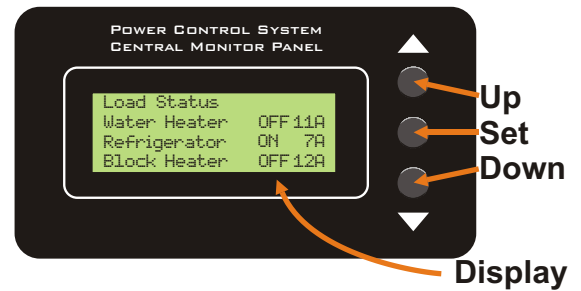 POWER CONTROL SYSTEM
CENTRAL MONITOR PANEL
Load Status
Water Heater OFF 11A
Refrigerator ON 7A
Block Heater OFF 12A
Up
Set
Down
Display